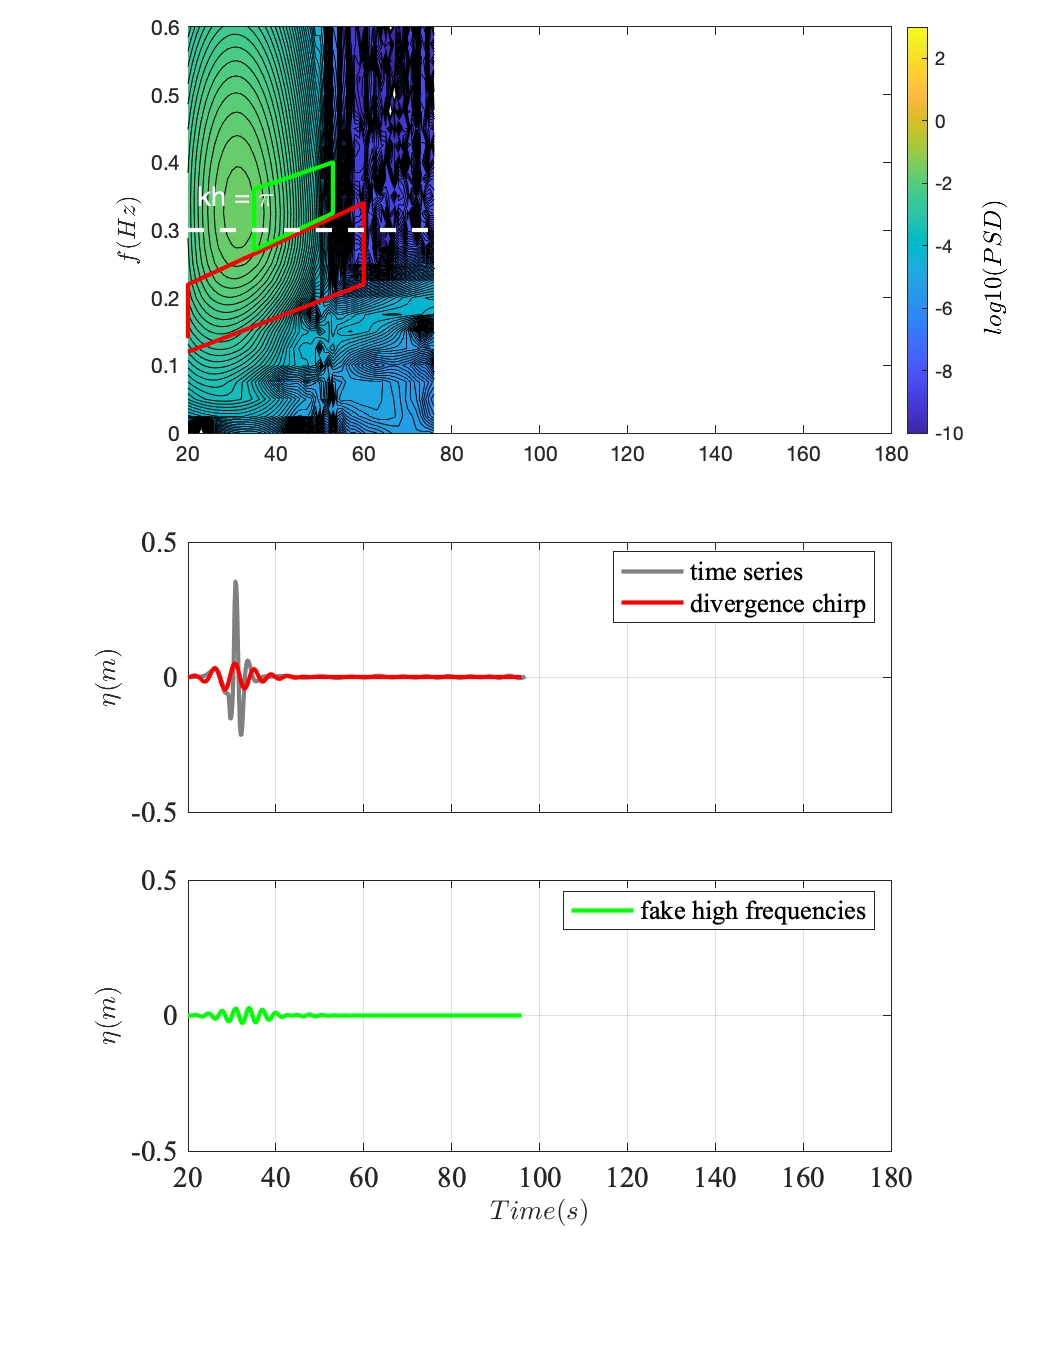 0.6
0.5
0.4
0.3
0.2
0.1
0
f(Hz)
kh = π
20 40 60 80 100 120 140 160 180
2
0
-2
-4
-6
-8
-10
log10(PSD)
0.5
0
-0.5
η(m)
time series
divergence chirp
0.5
0
-0.5
η(m)
fake high frequencies
20 40 60 80 100 120 140 160 180
Time(s)